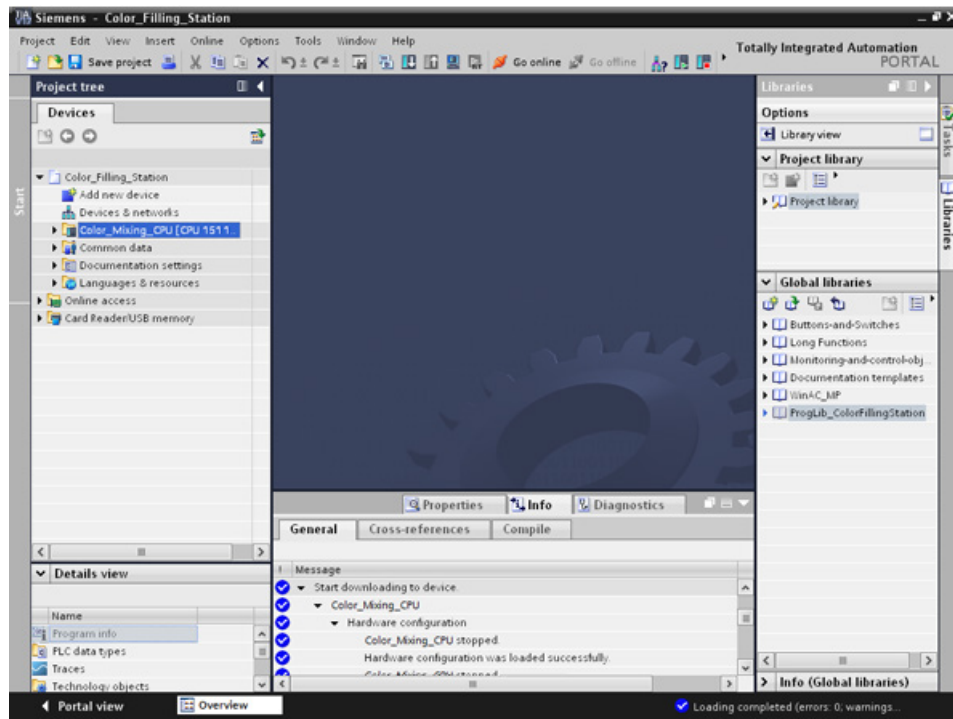 Siemens - Color_Filling_Station
Project Edit View Insert Online Options Tools Window Help
Totally Integrated Automation
PORTAL
Save project Go online Go offline
Project tree
Devices
Start
Color_Filling_Station
Add new device
Devices & networks
Color_Mixing_CPU [CPU 1511..
Common data
Documentation settings
Languages & resources
Online access
Card Reader/USB memory
Details view
Name
Program info
PLC data types
Traces
Technology objects
Properties Info Diagnostics
General Cross-references Compile
! Message
Start downloading to device.
Color_Mixing_CPU
Hardware configuration
Color_Mixing_CPU stopped.
Hardware configuration was loaded successfully.
Libraries
Options
Library view
Project library
Project library
Global libraries
Buttons-and-Switches
Long Functions
Monitoring-and-control-obj...
Documentation templates
WinAC_MP
ProgLib_ColorFillingStation
Info (Global libraries)
Tasks
Libraries
Portal view Overview
Loading completed (errors: 0; warnings...